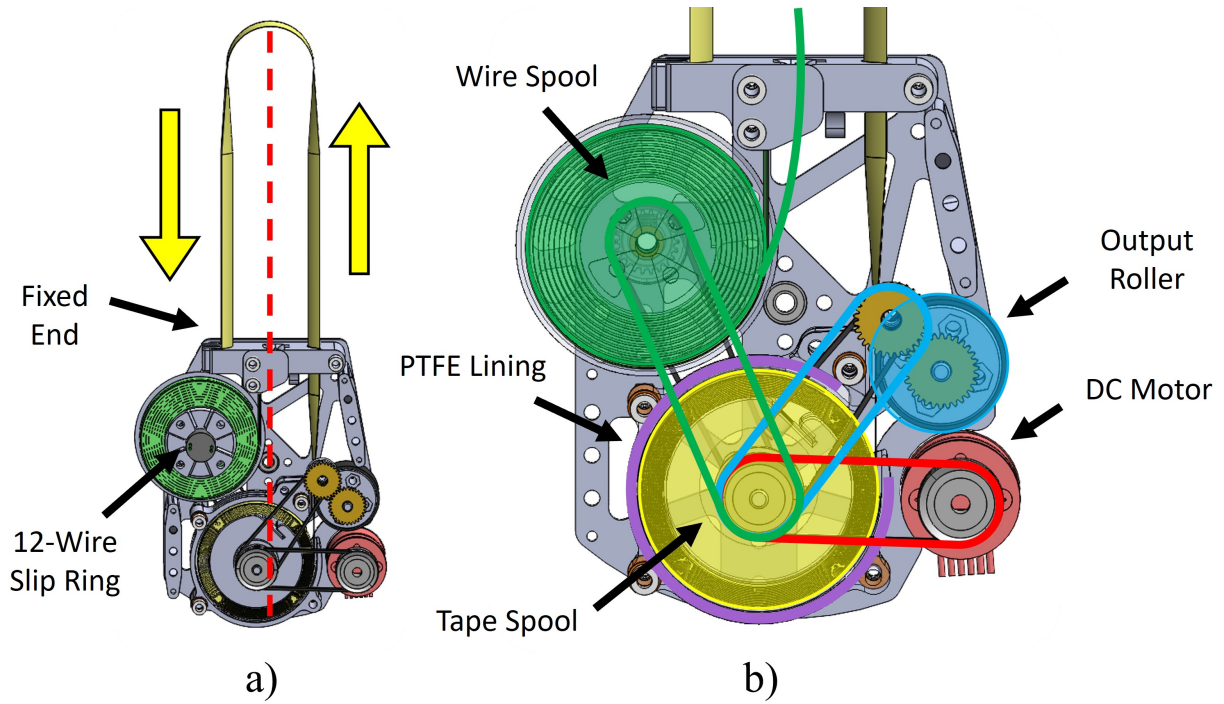 Fixed
End
12-Wire
Slip Ring
a)
Wire Spool
PTFE Lining
Tape Spool
Output
Roller
DC Motor
b)